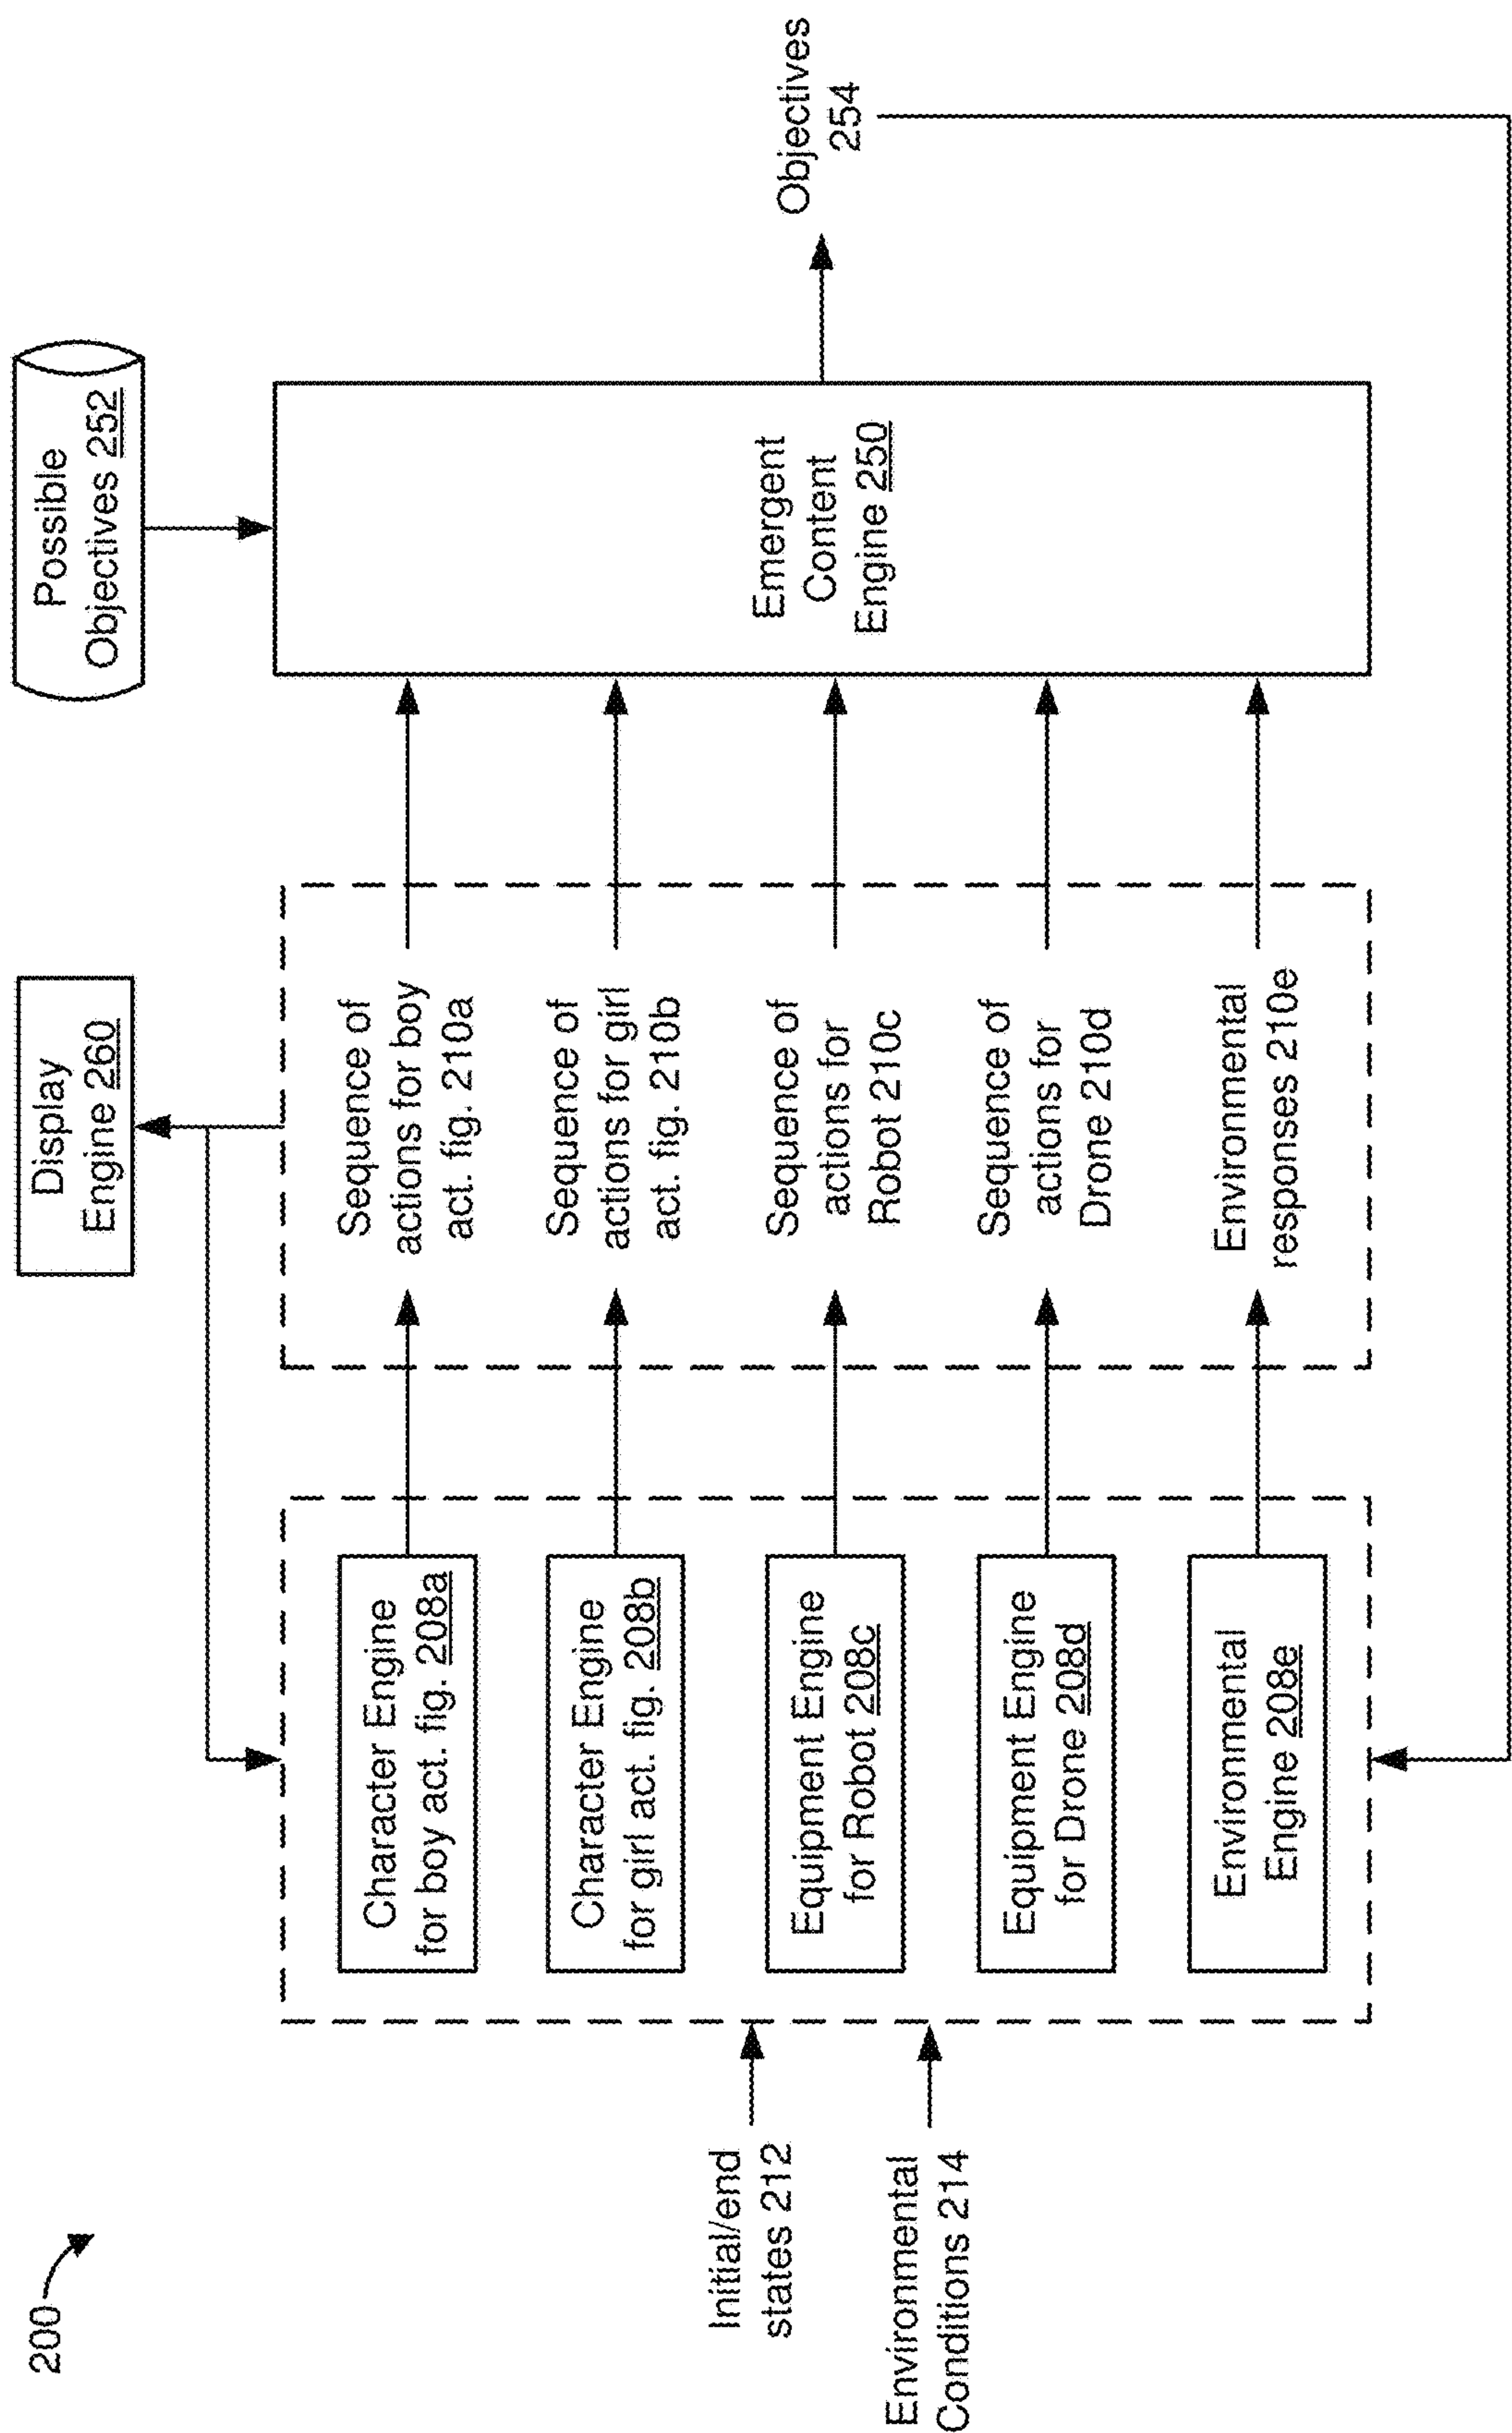 200
Initial/end
states 212
Environmental
Conditions 214
Character Engine
for boy act. fig. 208a
Character Engine
for girl act. fig. 208b
Equipment Engine
for Robot 208c
Equipment Engine
for Drone 208d
Environmental
Engine 208e
Display
Engine 260
Sequence of
actions for boy
act. fig. 210a
Sequence of
actions for girl
act. fig. 210b
Sequence of
actions for
Robot 210c
Sequence of
actions for
Drone 210d
Environmental
responses 210e
Possible
Objectives 252
Emergent
Content
Engine 250
Objectives
254